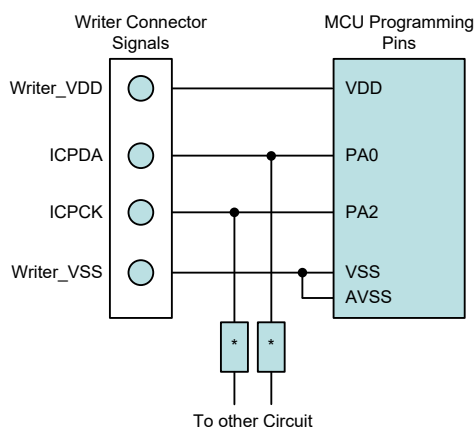 Writer Connector
Signals
MCU Programming
Pins
Writer_VDD
VDD
ICPDA
PA0
ICPCK
PA2
Writer_VSS
VSS
AVSS
*
*
To other Circuit